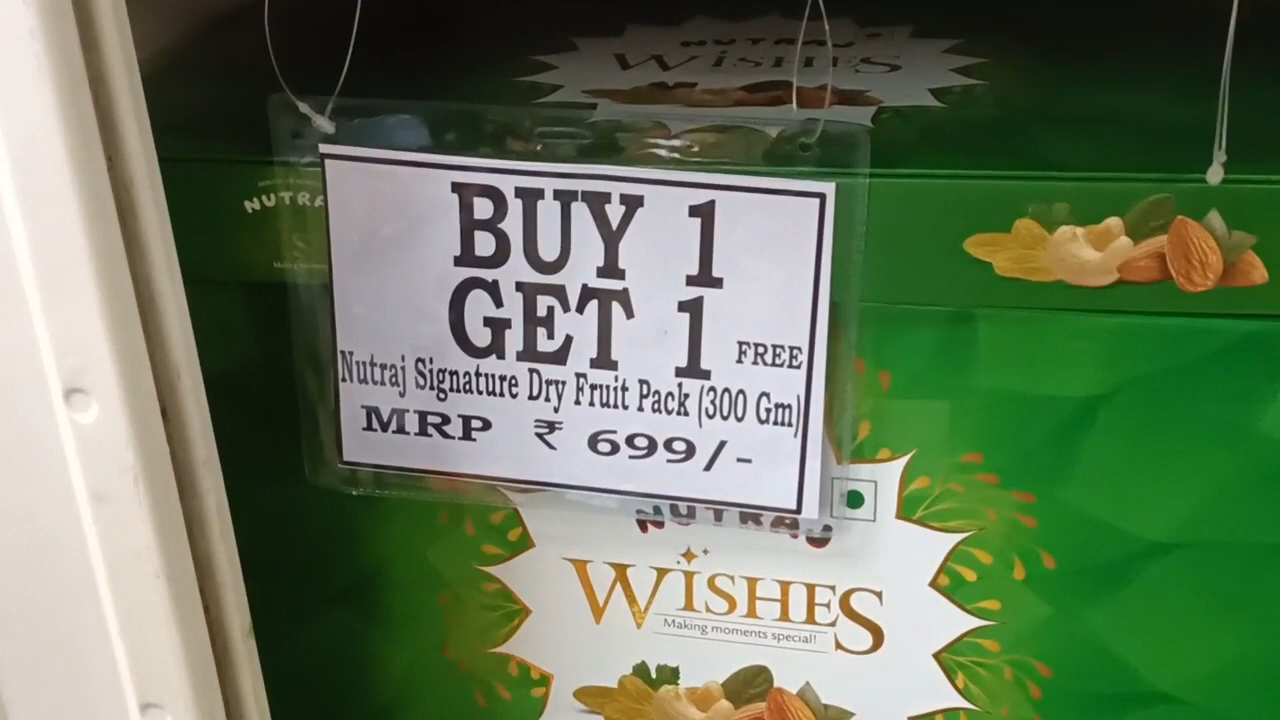 NUTRAJ
WISHES
NUTRA
BUY 1
GET 1 FREE
Nutraj Signature Dry Fruit Pack (300 Gm)
MRP ₹ 699/-
NUTRAJ
WISHES
Making moments special!